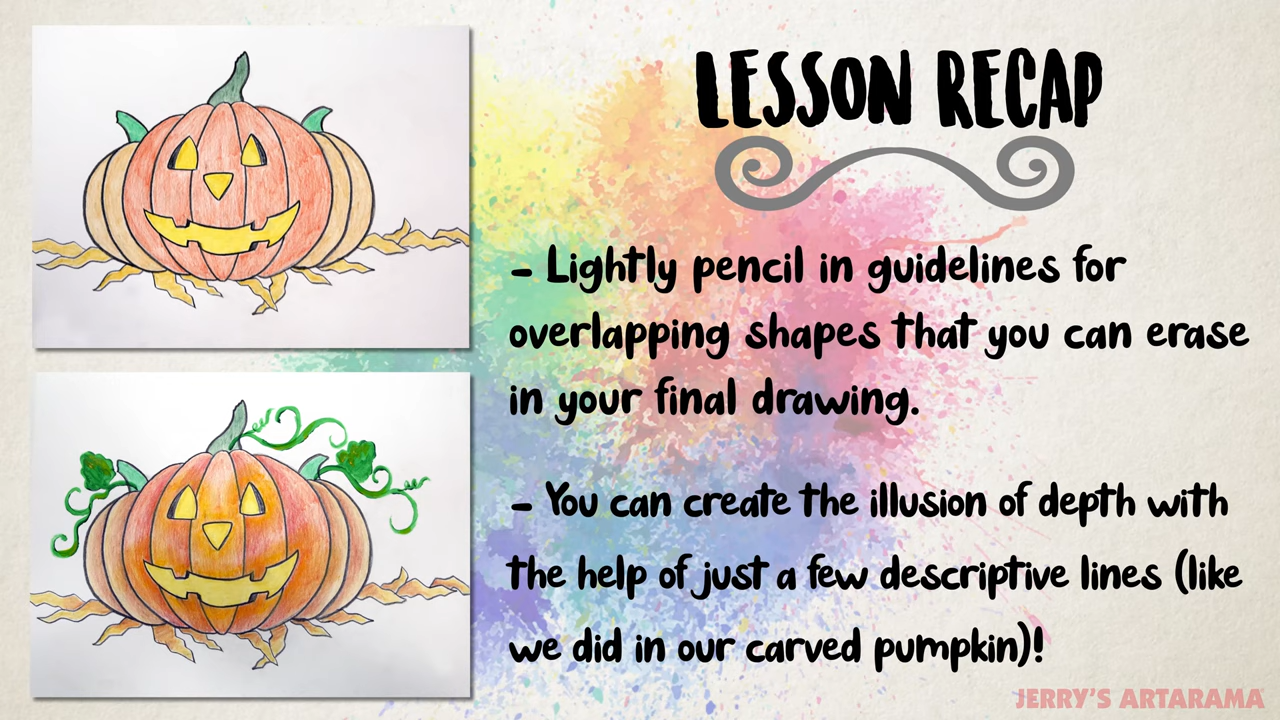 LESSON RECAP
- Lightly pencil in guidelines for
overlapping shapes that you can erase
in your final drawing.
- You can create the illusion of depth with
the help of just a few descriptive lines (like
we did in our carved pumpkin)!
JERRY'S ARTARAMA